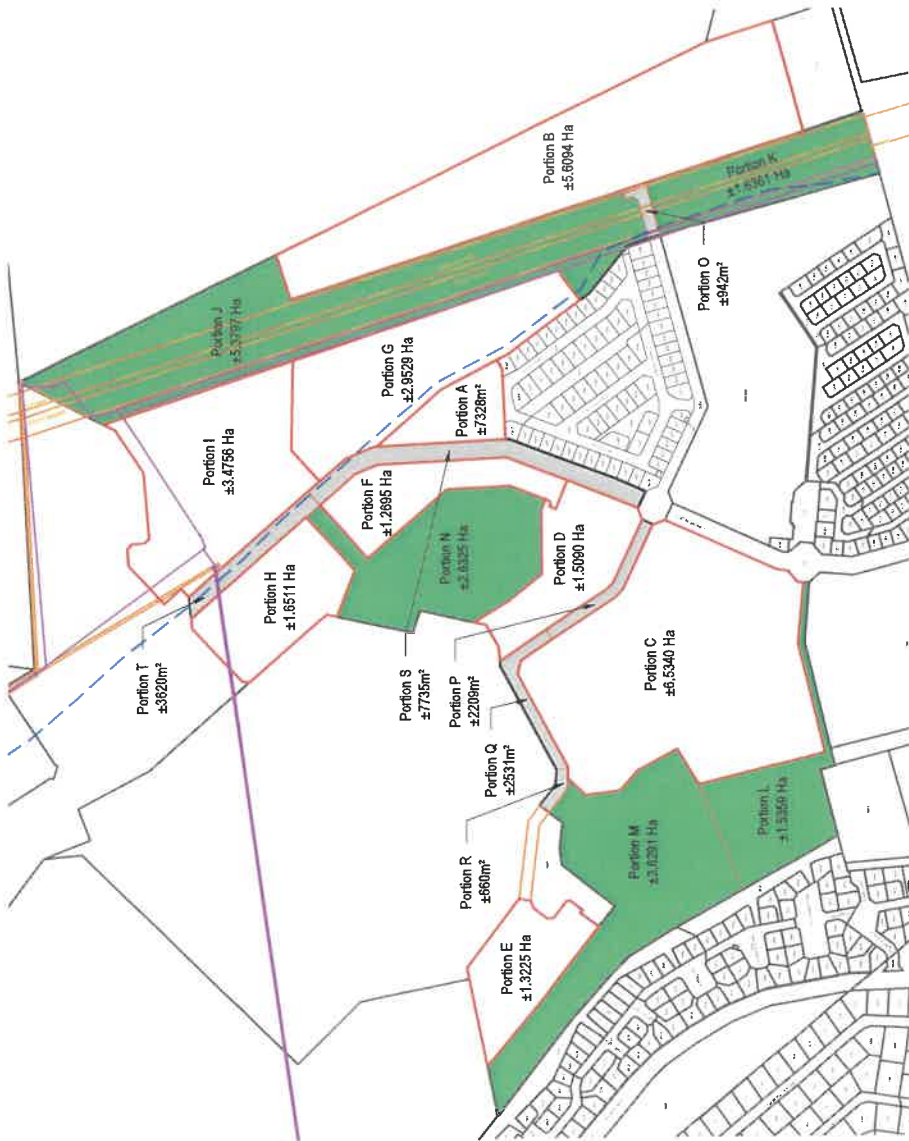 Portion B
±5.6094 Ha
Portion K
±1.6361 Ha
Portion J
±5.3797 Ha
Portion O
±942m²
Portion G
±2.9529 Ha
Portion A
±7328m²
Portion I
±3.4756 Ha
Portion F
±1.2695 Ha
Portion N
±2.6325 Ha
Portion D
±1.5090 Ha
Portion H
±1.6511 Ha
Portion T
±3620m²
Portion S
±7735m²
Portion P
±2209m²
Portion C
±6.5340 Ha
Portion Q
±2531m²
Portion R
±660m²
Portion M
±3.6291 Ha
Portion L
±1.5359 Ha
Portion E
±1.3225 Ha